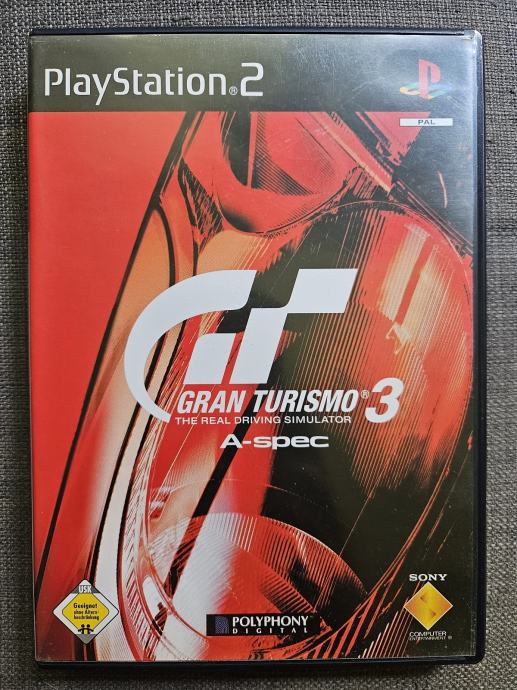 PlayStation®2
PAL
GT
GRAN TURISMO® 3
THE REAL DRIVING SIMULATOR
A-spec
USK
Geeignet
ohne Alters-
beschränkung
POLYPHONY
DIGITAL
SONY
COMPUTER
ENTERTAINMENT®